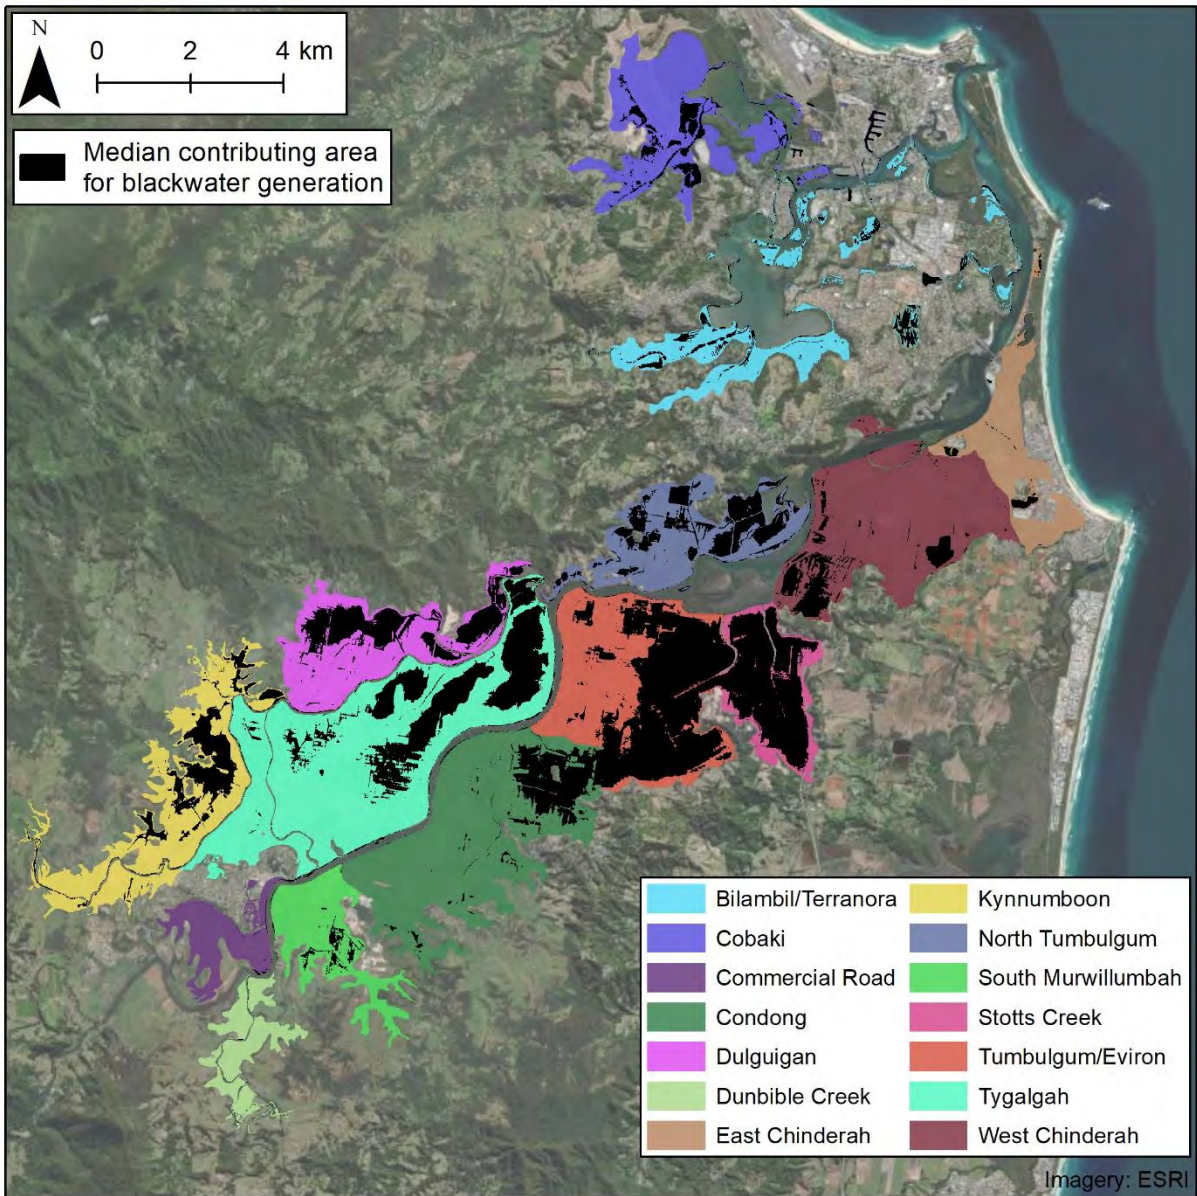 N
0 2 4 km
Median contributing area
for blackwater generation
Bilambil/Terranora
Cobaki
Commercial Road
Condong
Dulguigan
Dunbible Creek
East Chinderah
Kynnumboon
North Tumbulgum
South Murwillumbah
Stotts Creek
Tumbulgum/Eviron
Tygalgah
West Chinderah
Imagery: ESRI